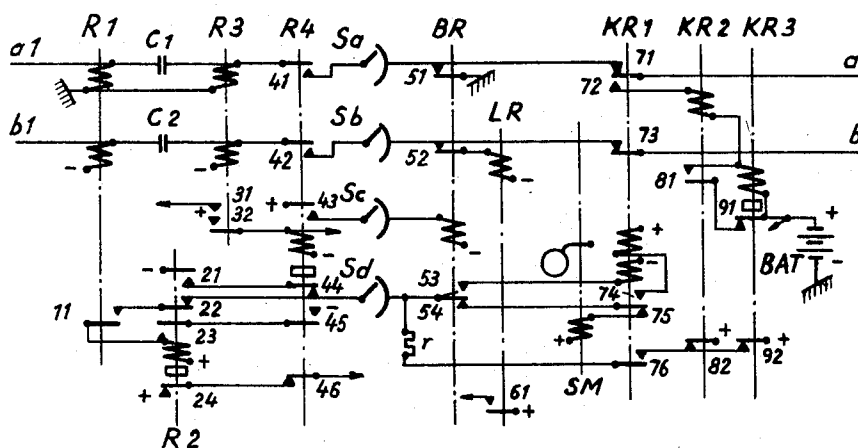 R1 R3 R4 BR KR1 KR2 KR3
a1 C1 Sa 71 a
41 51 72
b1 C2 Sb LR 73 b
- - 42 52 - 81 91 +
31 + 43 Sc BAT -
+ 32 - - +
- 21 Sd 53 - 74
11 22 44 - 54 75
23 45 r + + +
+ 76 82 92
+ 24 46 61 + SM
R2